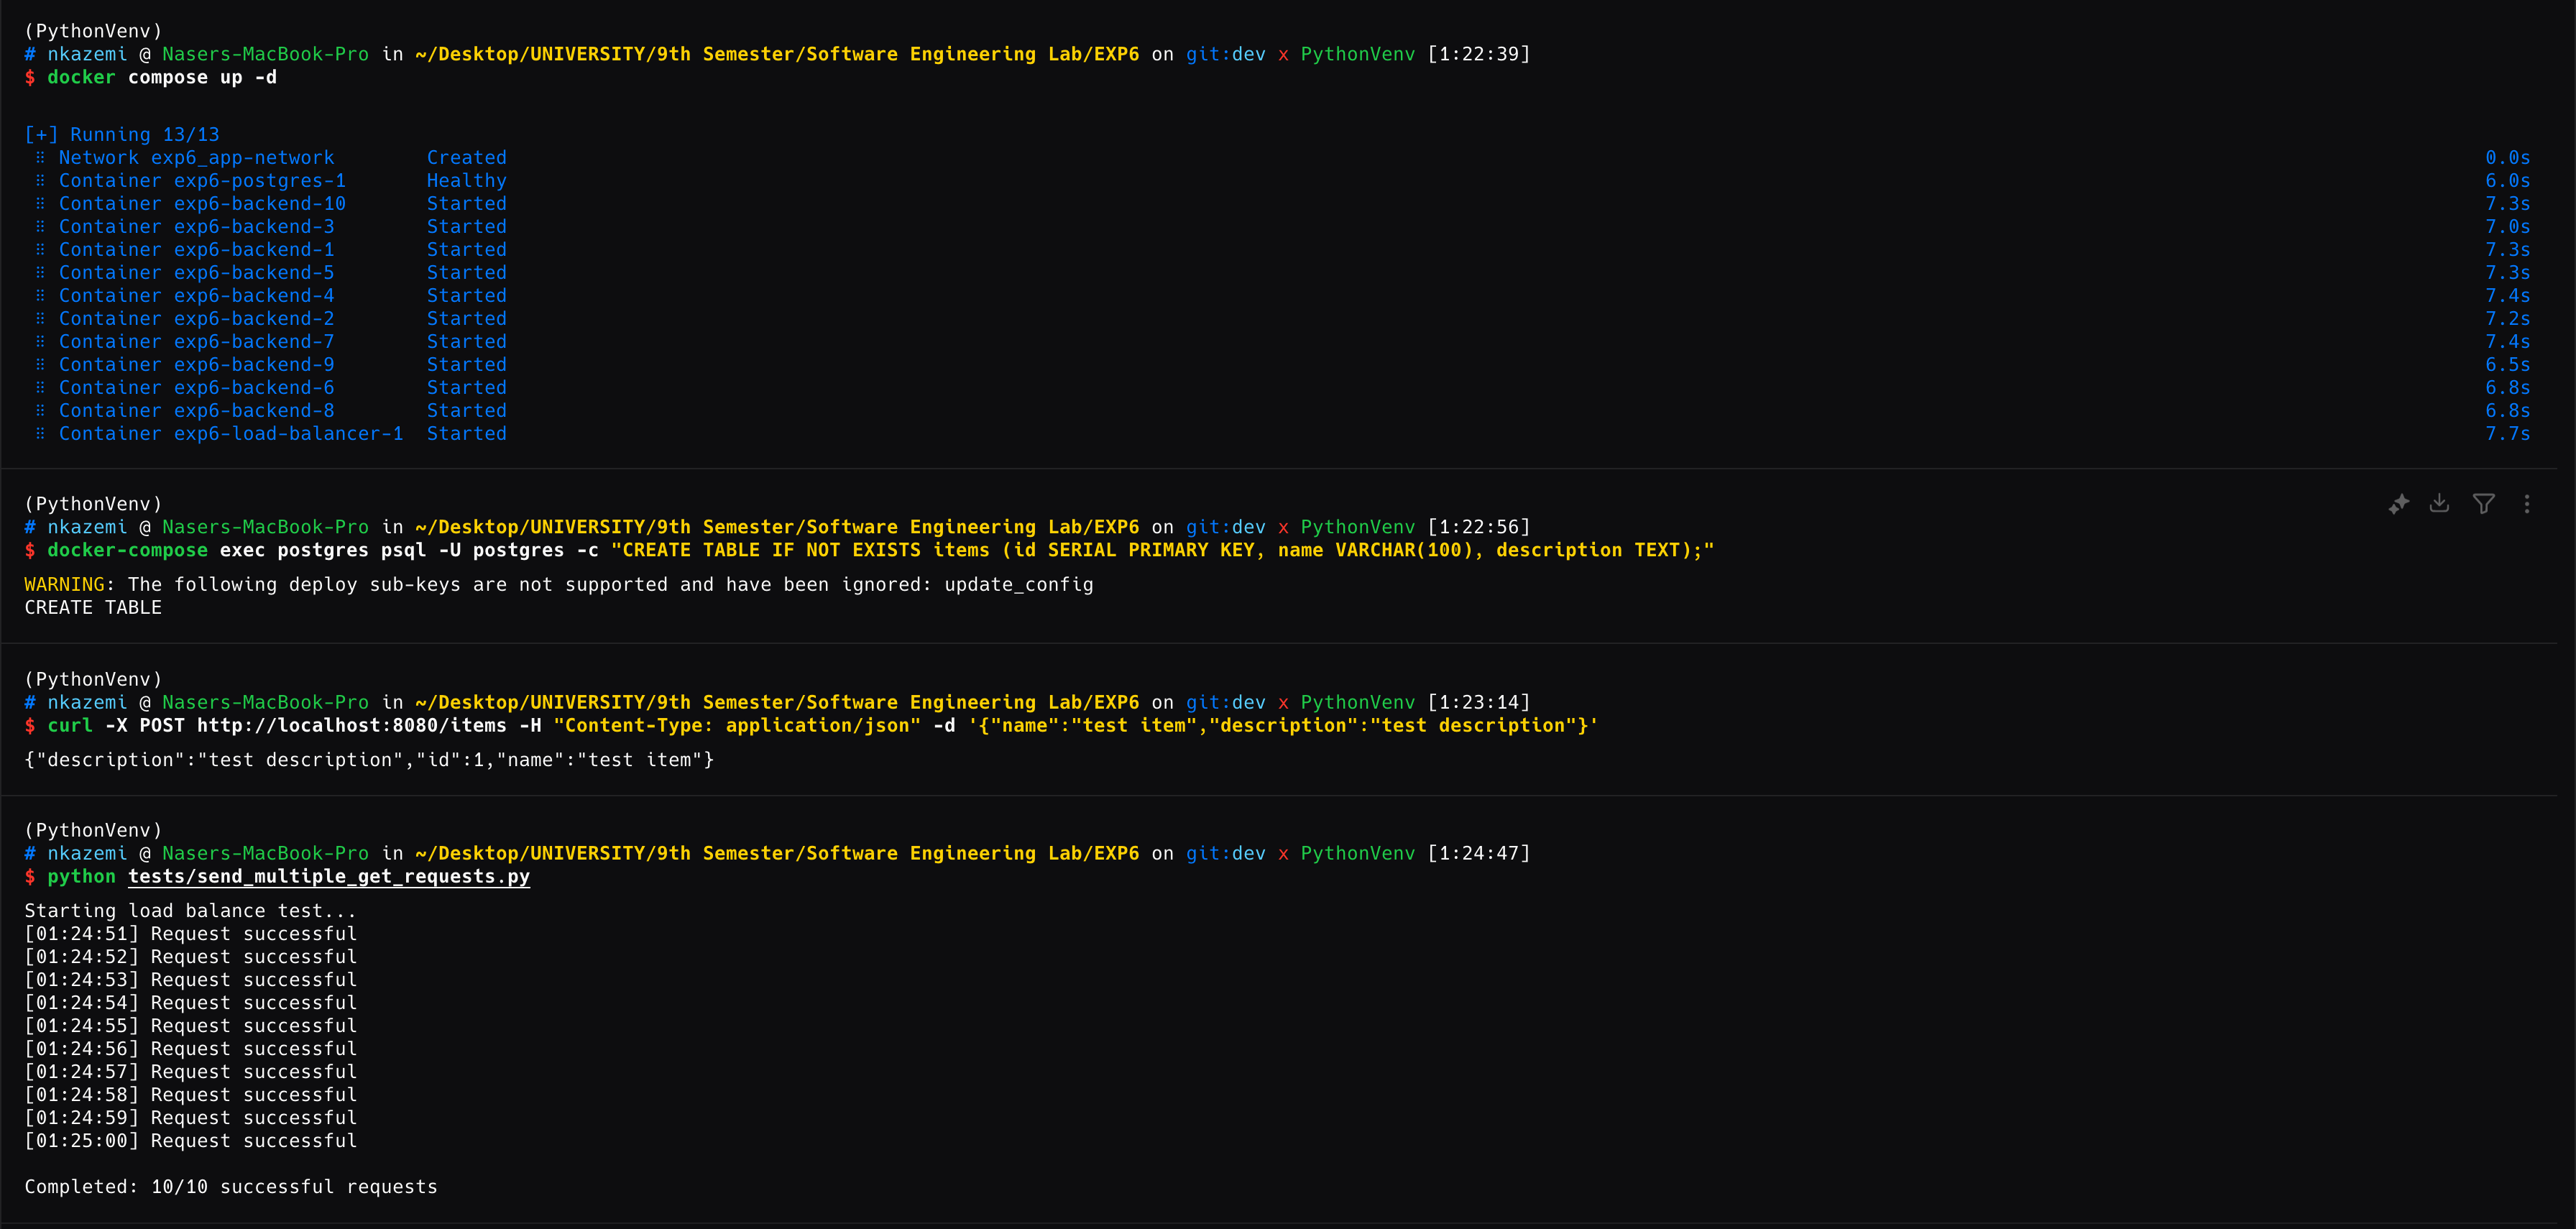 (PythonVenv)
# nkazemi @ Nasers-MacBook-Pro in ~/Desktop/UNIVERSITY/9th Semester/Software Engineering Lab/EXP6 on git:dev x PythonVenv [1:22:39]
$ docker compose up -d
[+] Running 13/13
⠿ Network exp6_app-network Created 0.0s
⠿ Container exp6-postgres-1 Healthy 6.0s
⠿ Container exp6-backend-10 Started 7.3s
⠿ Container exp6-backend-3 Started 7.0s
⠿ Container exp6-backend-1 Started 7.3s
⠿ Container exp6-backend-5 Started 7.3s
⠿ Container exp6-backend-4 Started 7.4s
⠿ Container exp6-backend-2 Started 7.2s
⠿ Container exp6-backend-7 Started 7.4s
⠿ Container exp6-backend-9 Started 6.5s
⠿ Container exp6-backend-6 Started 6.8s
⠿ Container exp6-backend-8 Started 6.8s
⠿ Container exp6-load-balancer-1 Started 7.7s
(PythonVenv)
# nkazemi @ Nasers-MacBook-Pro in ~/Desktop/UNIVERSITY/9th Semester/Software Engineering Lab/EXP6 on git:dev x PythonVenv [1:22:56]
$ docker-compose exec postgres psql -U postgres -c "CREATE TABLE IF NOT EXISTS items (id SERIAL PRIMARY KEY, name VARCHAR(100), description TEXT);"
WARNING: The following deploy sub-keys are not supported and have been ignored: update_config
CREATE TABLE
(PythonVenv)
# nkazemi @ Nasers-MacBook-Pro in ~/Desktop/UNIVERSITY/9th Semester/Software Engineering Lab/EXP6 on git:dev x PythonVenv [1:23:14]
$ curl -X POST http://localhost:8080/items -H "Content-Type: application/json" -d '{"name":"test item","description":"test description"}'
{"description":"test description","id":1,"name":"test item"}
(PythonVenv)
# nkazemi @ Nasers-MacBook-Pro in ~/Desktop/UNIVERSITY/9th Semester/Software Engineering Lab/EXP6 on git:dev x PythonVenv [1:24:47]
$ python tests/send_multiple_get_requests.py
Starting load balance test...
[01:24:51] Request successful
[01:24:52] Request successful
[01:24:53] Request successful
[01:24:54] Request successful
[01:24:55] Request successful
[01:24:56] Request successful
[01:24:57] Request successful
[01:24:58] Request successful
[01:24:59] Request successful
[01:25:00] Request successful
Completed: 10/10 successful requests